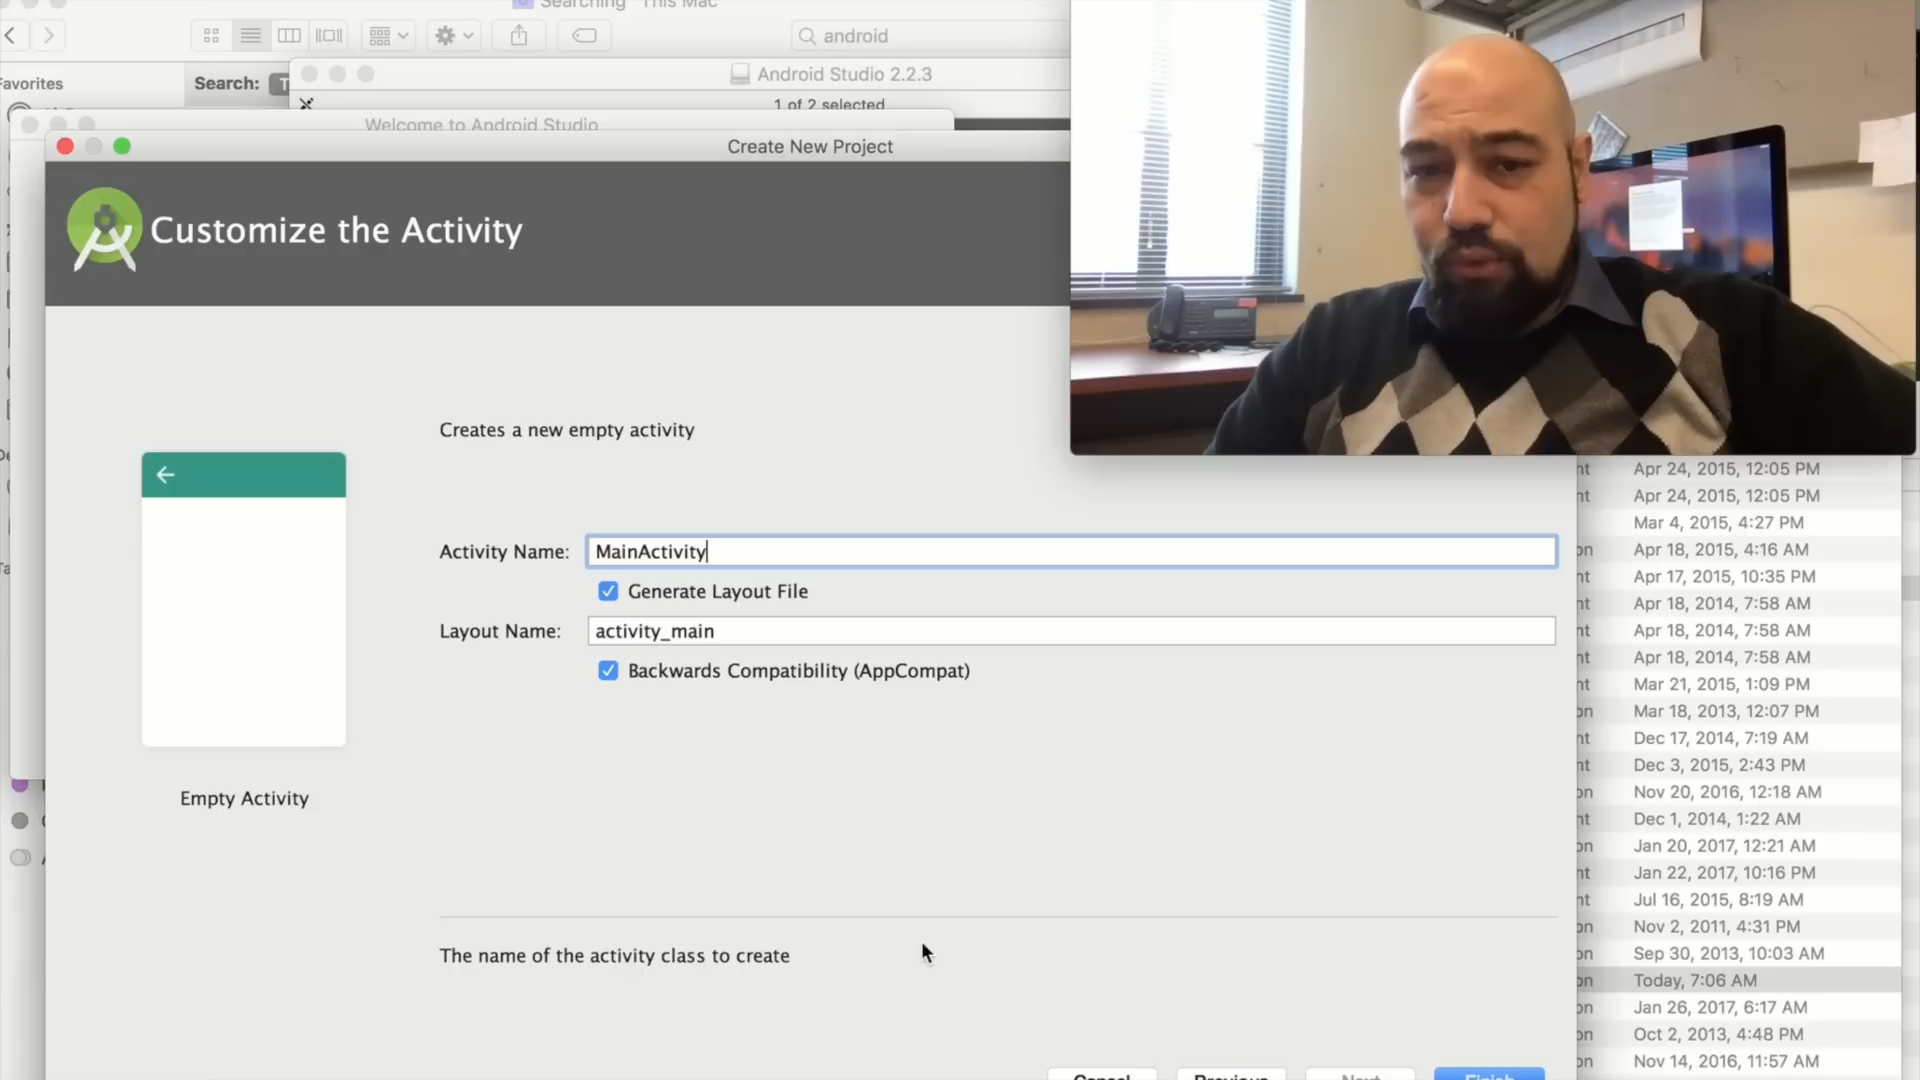 Searching "This Mac"
android
Favorites
Search:
Android Studio 2.2.3
1 of 2 selected
Welcome to Android Studio
Create New Project
Customize the Activity
Creates a new empty activity
Activity Name: MainActivity
Generate Layout File
Layout Name: activity_main
Backwards Compatibility (AppCompat)
Empty Activity
The name of the activity class to create
Cancel Previous Next Finish
Apr 24, 2015, 12:05 PM
Apr 24, 2015, 12:05 PM
Mar 4, 2015, 4:27 PM
Apr 18, 2015, 4:16 AM
Apr 17, 2015, 10:35 PM
Apr 18, 2014, 7:58 AM
Apr 18, 2014, 7:58 AM
Apr 18, 2014, 7:58 AM
Mar 21, 2015, 1:09 PM
Mar 18, 2013, 12:07 PM
Dec 17, 2014, 7:19 AM
Dec 3, 2015, 2:43 PM
Nov 20, 2016, 12:18 AM
Dec 1, 2014, 1:22 AM
Jan 20, 2017, 12:21 AM
Jan 22, 2017, 10:16 PM
Jul 16, 2015, 8:19 AM
Nov 2, 2011, 4:31 PM
Sep 30, 2013, 10:03 AM
Today, 7:06 AM
Jan 26, 2017, 6:17 AM
Oct 2, 2013, 4:48 PM
Nov 14, 2016, 11:57 AM